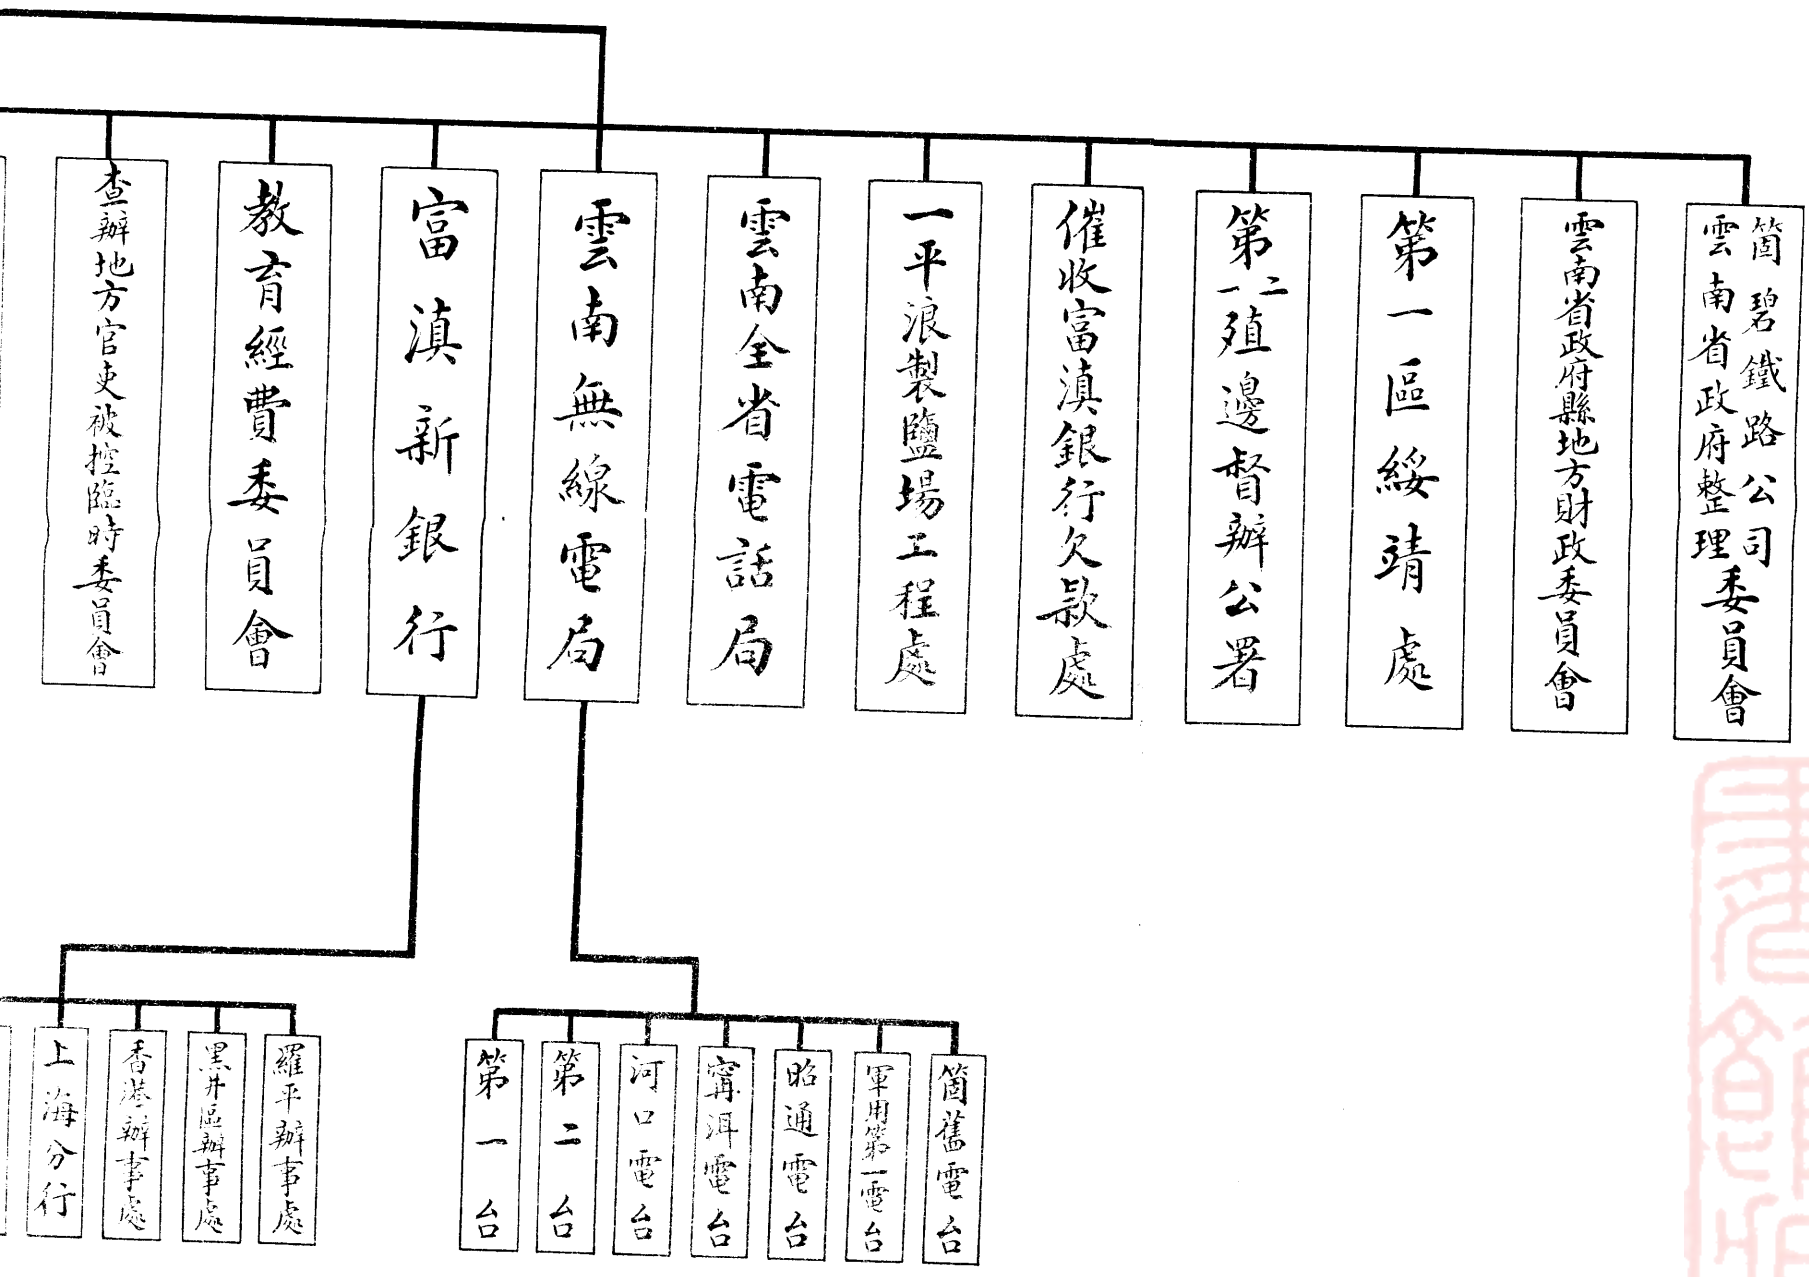 箇碧鐵路公司
雲南省政府整理委員會
雲南省政府縣地方財政委員會
第一區綏靖處
第一二殖邊督辦公署
催收富滇銀行欠款處
一平浪製鹽場工程處
雲南全省電話局
雲南無線電局
富滇新銀行
教育經費委員會
查辦地方官吏被控臨時委員會
箇舊電台
軍用第一電台
昭通電台
寗洱電台
河口電台
第二台
第一台
羅平辦事處
黑井區辦事處
香港辦事處
上海分行